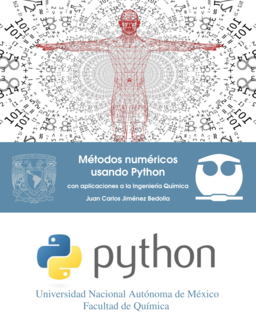 Métodos numéricos
usando Python
con aplicaciones a la Ingeniería Química
Juan Carlos Jiménez Bedolla
python
Universidad Nacional Autónoma de México
Facultad de Química